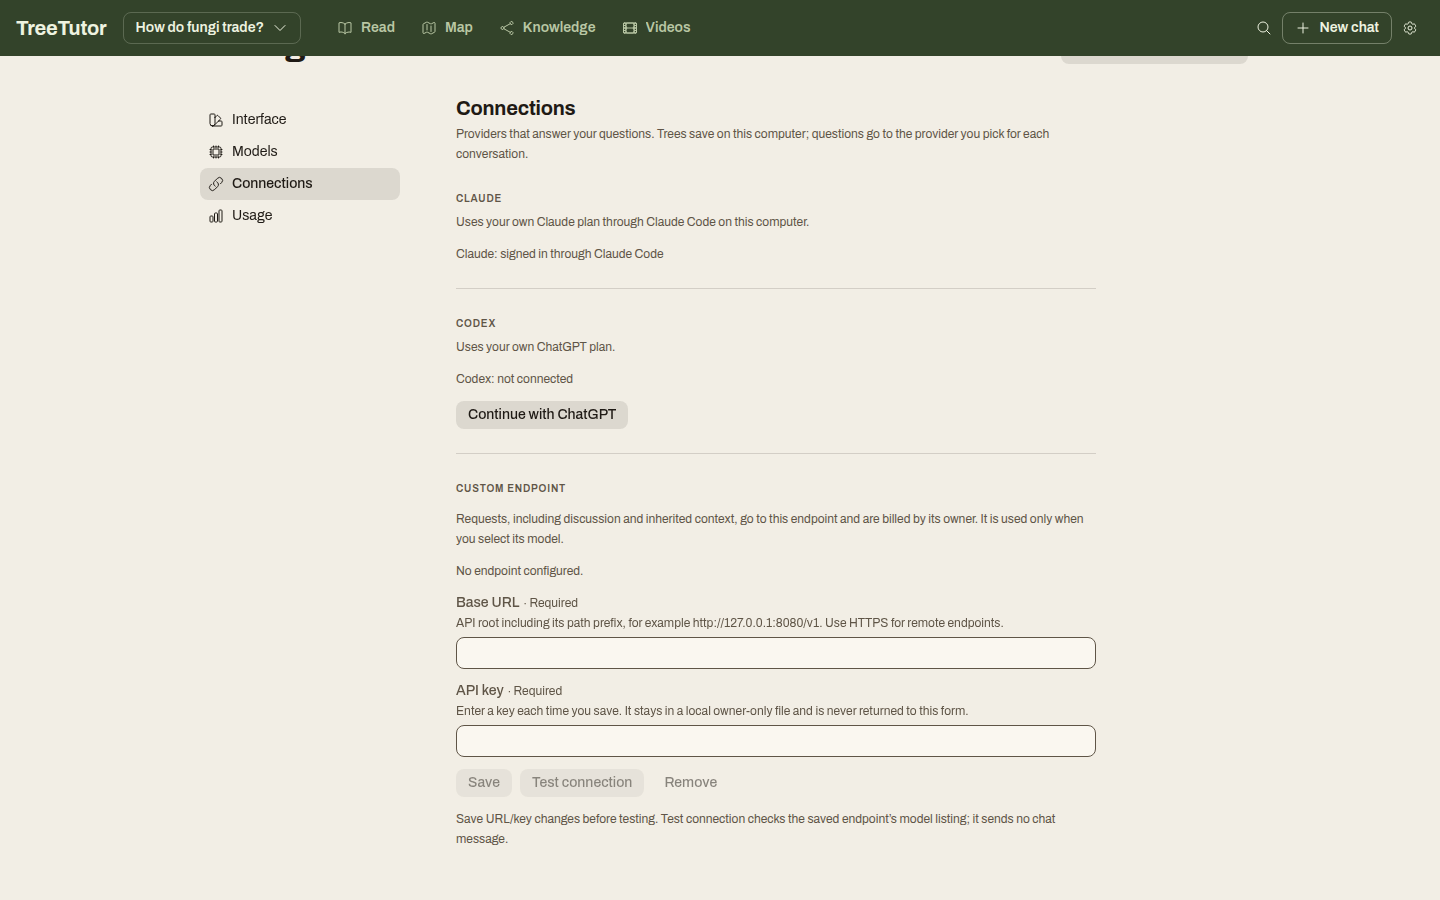 TreeTutor
How do fungi trade?
Read
Map
Knowledge
Videos
New chat
Interface
Models
Connections
Usage
Connections
Providers that answer your questions. Trees save on this computer; questions go to the provider you pick for each
conversation.
CLAUDE
Uses your own Claude plan through Claude Code on this computer.
Claude: signed in through Claude Code
CODEX
Uses your own ChatGPT plan.
Codex: not connected
Continue with ChatGPT
CUSTOM ENDPOINT
Requests, including discussion and inherited context, go to this endpoint and are billed by its owner. It is used only when
you select its model.
No endpoint configured.
Base URL · Required
API root including its path prefix, for example http://127.0.0.1:8080/v1. Use HTTPS for remote endpoints.
API key · Required
Enter a key each time you save. It stays in a local owner-only file and is never returned to this form.
Save
Test connection
Remove
Save URL/key changes before testing. Test connection checks the saved endpoint’s model listing; it sends no chat
message.